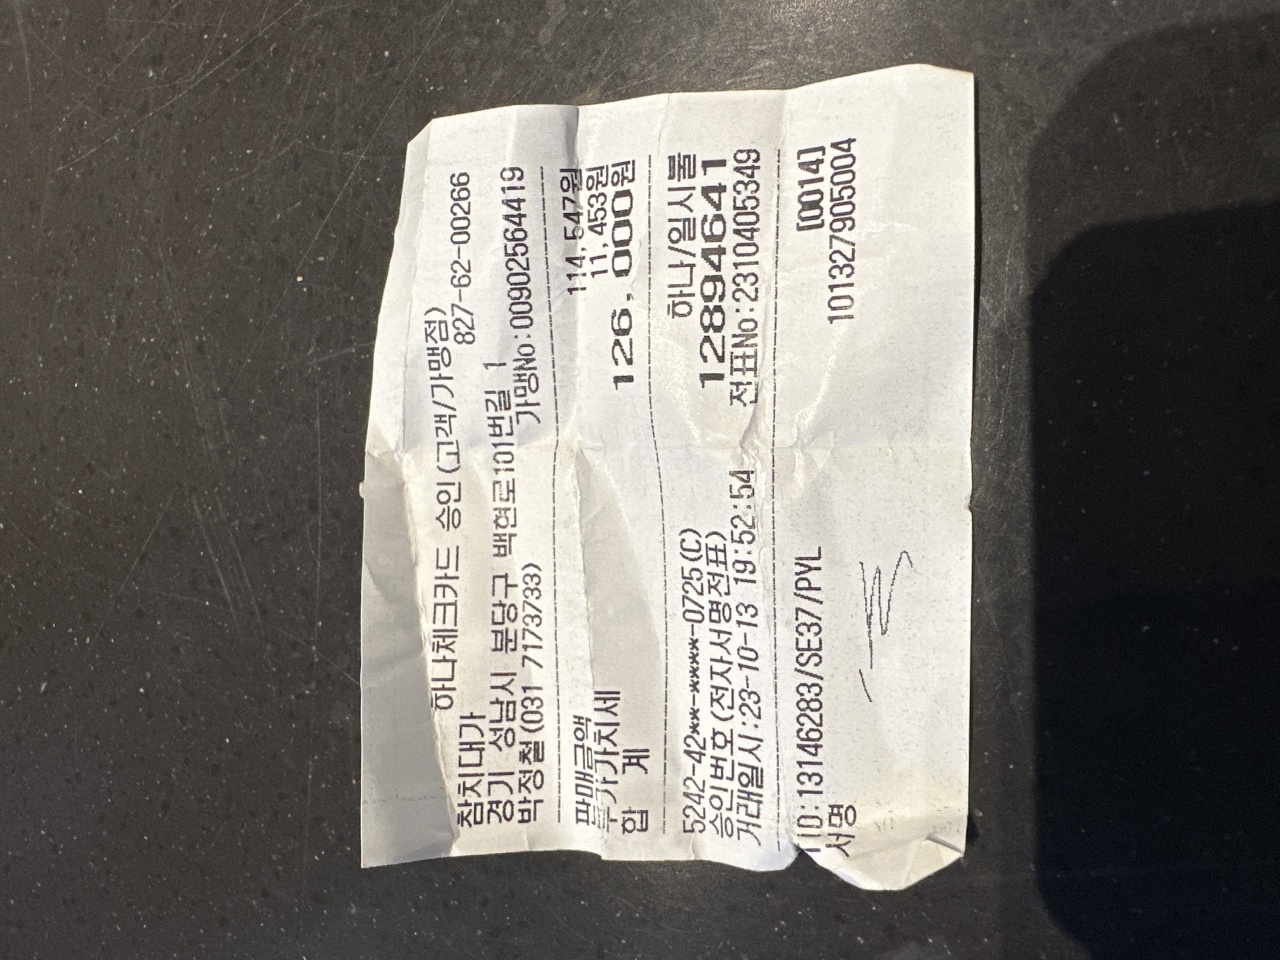 하나체크카드 승인(고객/가맹점)
참치대가 827-62-00266
경기 성남시 분당구 백현로101번길 1
박정철(031 7173733) 가맹No:00902564419
판매금액 114,547원
부가가치세 11,453원
합 계 126,000원
하나/일시불
5242-42**-****-0725(C)
승인번호(전자서명전표) 12894641
거래일시:23-10-13 19:52:54 전표No:2310405349
[0014]
TID:13146283/SE37/PYL
서명 101327905004